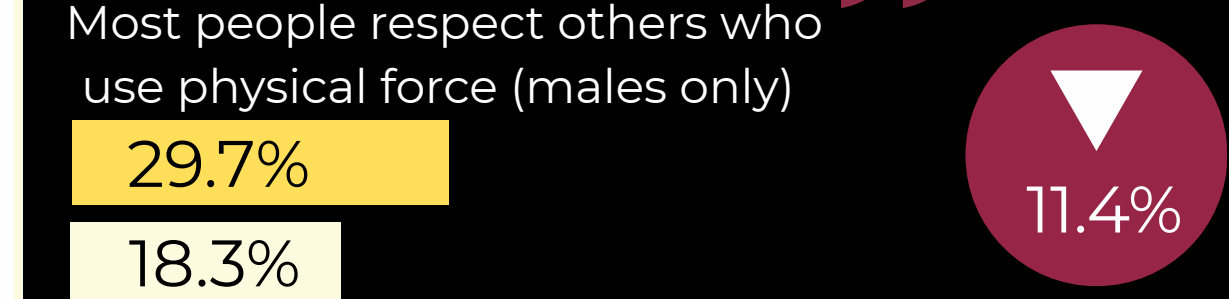 Most people respect others who
use physical force (males only)
29.7%
18.3%
11.4%